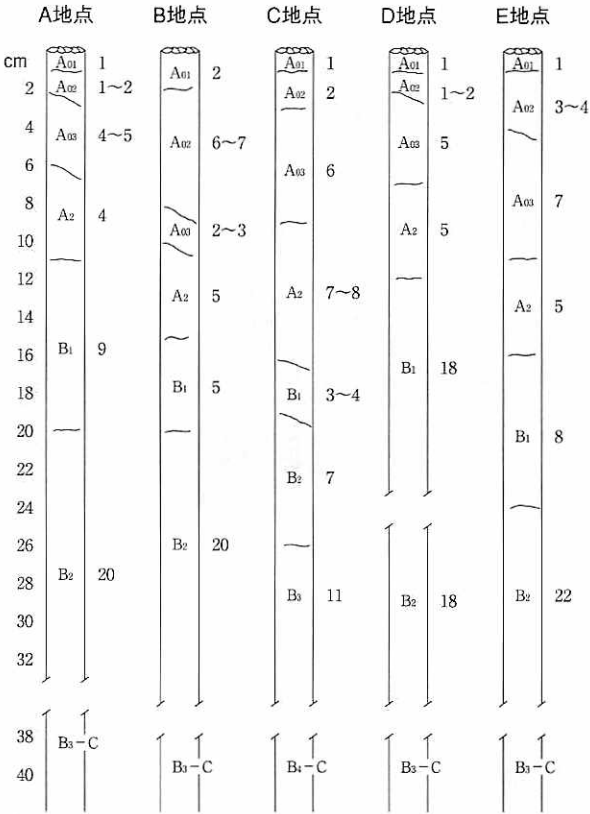 A地点 B地点 C地点 D地点 E地点
cm A01 1 A01 2 A01 1 A01 1 A01 1
2 A02 1～2 A02 2 A02 1～2 A02 3～4
4 A03 4～5 A02 6～7 A03 5
6 A03 6
8 A2 4 A03 7
10 A03 2～3 A2 5
12 A2 5 A2 7～8 A2 5
14
16 B1 9 B1 18
18 B1 5 B1 3～4
20 B1 8
22 B2 7
24
26 B2 20
28 B2 20 B3 11 B2 18 B2 22
30
32
38 B3-C
40 B3-C B4-C B3-C B3-C